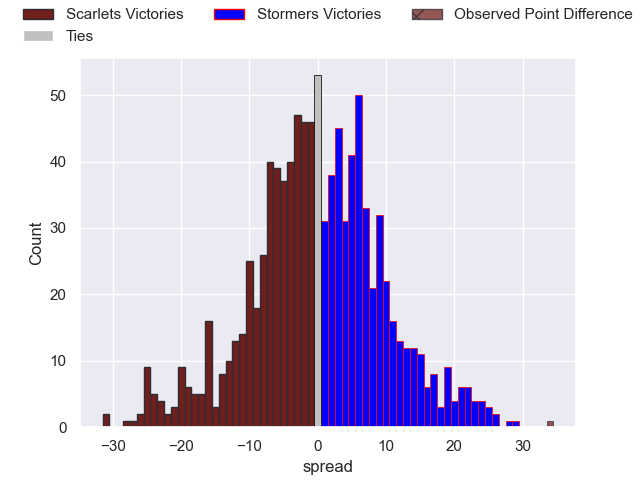 Scarlets Victories
Stormers Victories
Observed Point Difference
Ties
50
40
30
20
10
0
Count
−30
−20
−10
0
10
20
30
spread